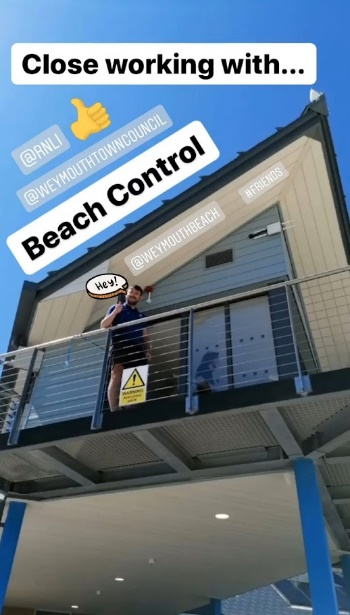 Close working with...
@RNLI
@WEYMOUTHTOWNCOUNCIL
Beach Control
@WEYMOUTHBEACH
#FRIENDS
Hey!
WARNING